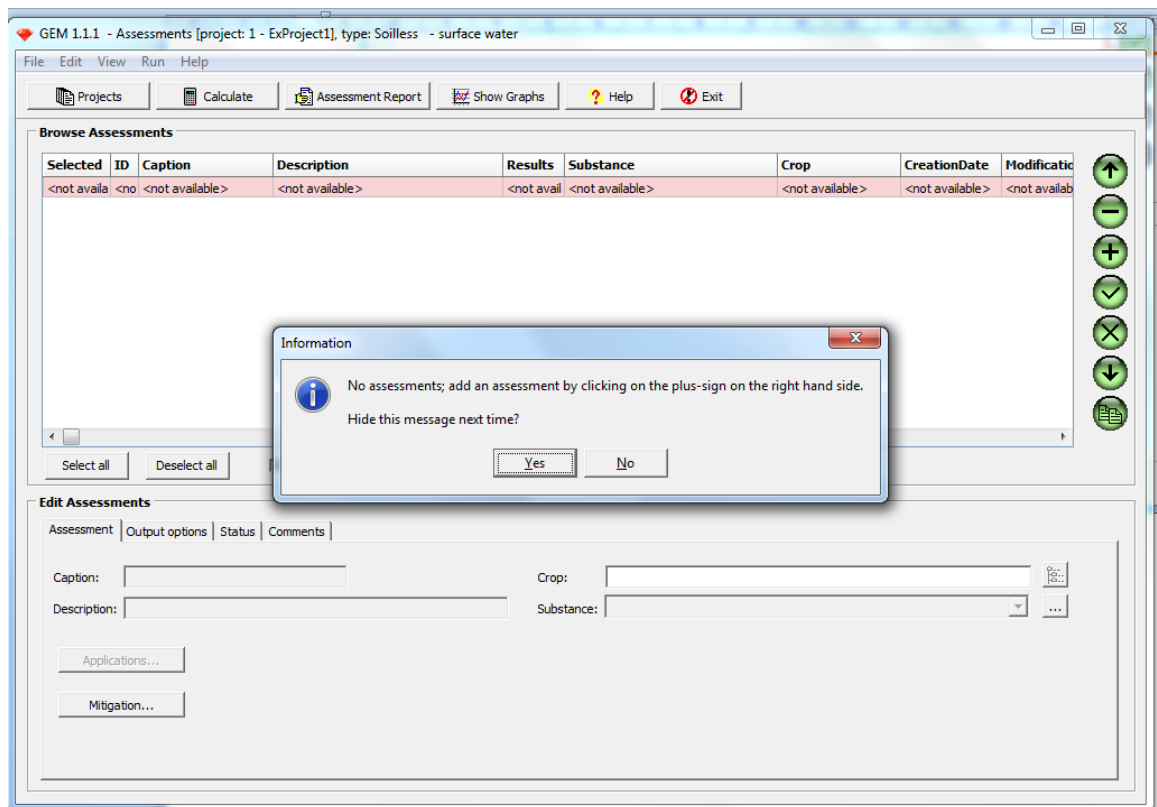 GEM 1.1.1 - Assessments [project: 1 - ExProject1], type: Soilless - surface water
File Edit View Run Help
Projects Calculate Assessment Report Show Graphs Help Exit
Browse Assessments
Selected ID Caption Description Results Substance Crop CreationDate Modificatio
<not availa <no <not available> <not available> <not avail <not available> <not available> <not available> <not availab
Information
No assessments; add an assessment by clicking on the plus-sign on the right hand side.
Hide this message next time?
Yes No
Select all Deselect all
Edit Assessments
Assessment Output options Status Comments
Caption: Crop:
Description: Substance: ...
Applications...
Mitigation...